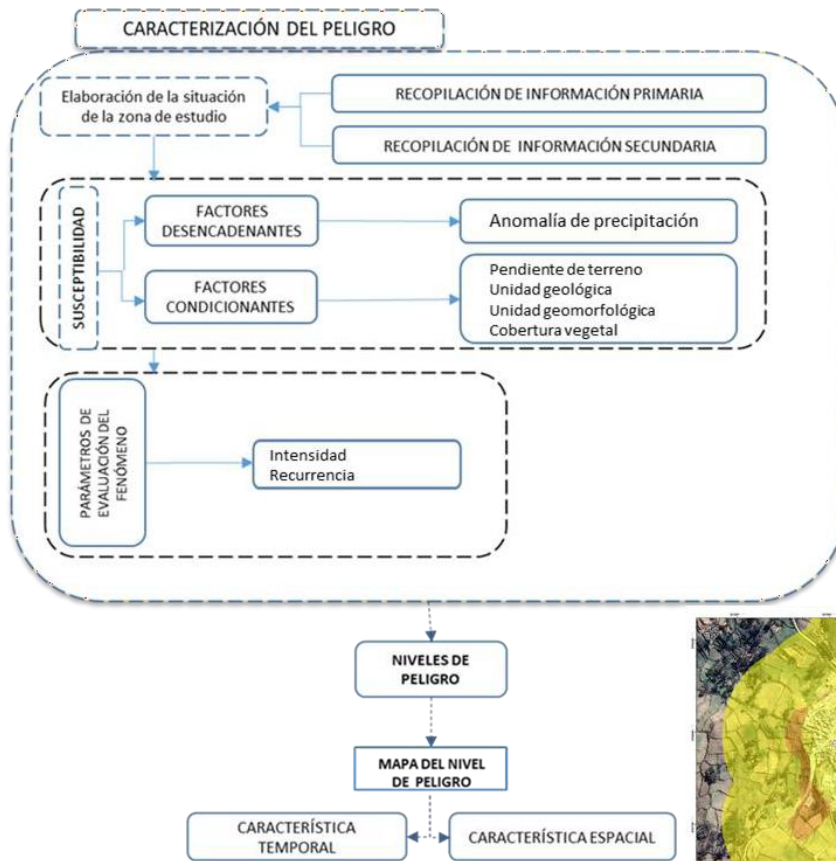 CARACTERIZACIÓN DEL PELIGRO
Elaboración de la situación
de la zona de estudio
RECOPILACIÓN DE INFORMACIÓN PRIMARIA
RECOPILACIÓN DE INFORMACIÓN SECUNDARIA
SUSCEPTIBILIDAD
FACTORES
DESENCADENANTES
Anomalía de precipitación
FACTORES
CONDICIONANTES
Pendiente de terreno
Unidad geológica
Unidad geomorfológica
Cobertura vegetal
PARÁMETROS DE
EVALUACIÓN DEL
FENÓMENO
Intensidad
Recurrencia
NIVELES DE
PELIGRO
MAPA DEL NIVEL
DE PELIGRO
CARACTERÍSTICA
TEMPORAL
CARACTERÍSTICA ESPACIAL